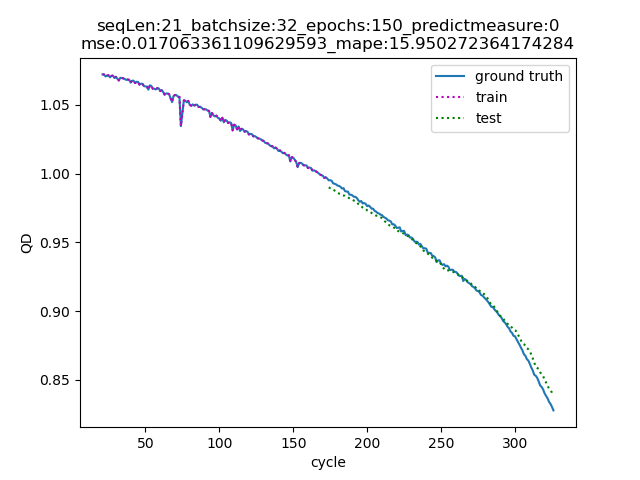 seqLen:21_batchsize:32_epochs:150_predictmeasure:0
mse:0.017063361109629593_mape:15.950272364174284
ground truth
train
test
1.05
1.00
0.95
0.90
0.85
QD
50
100
150
200
250
300
cycle